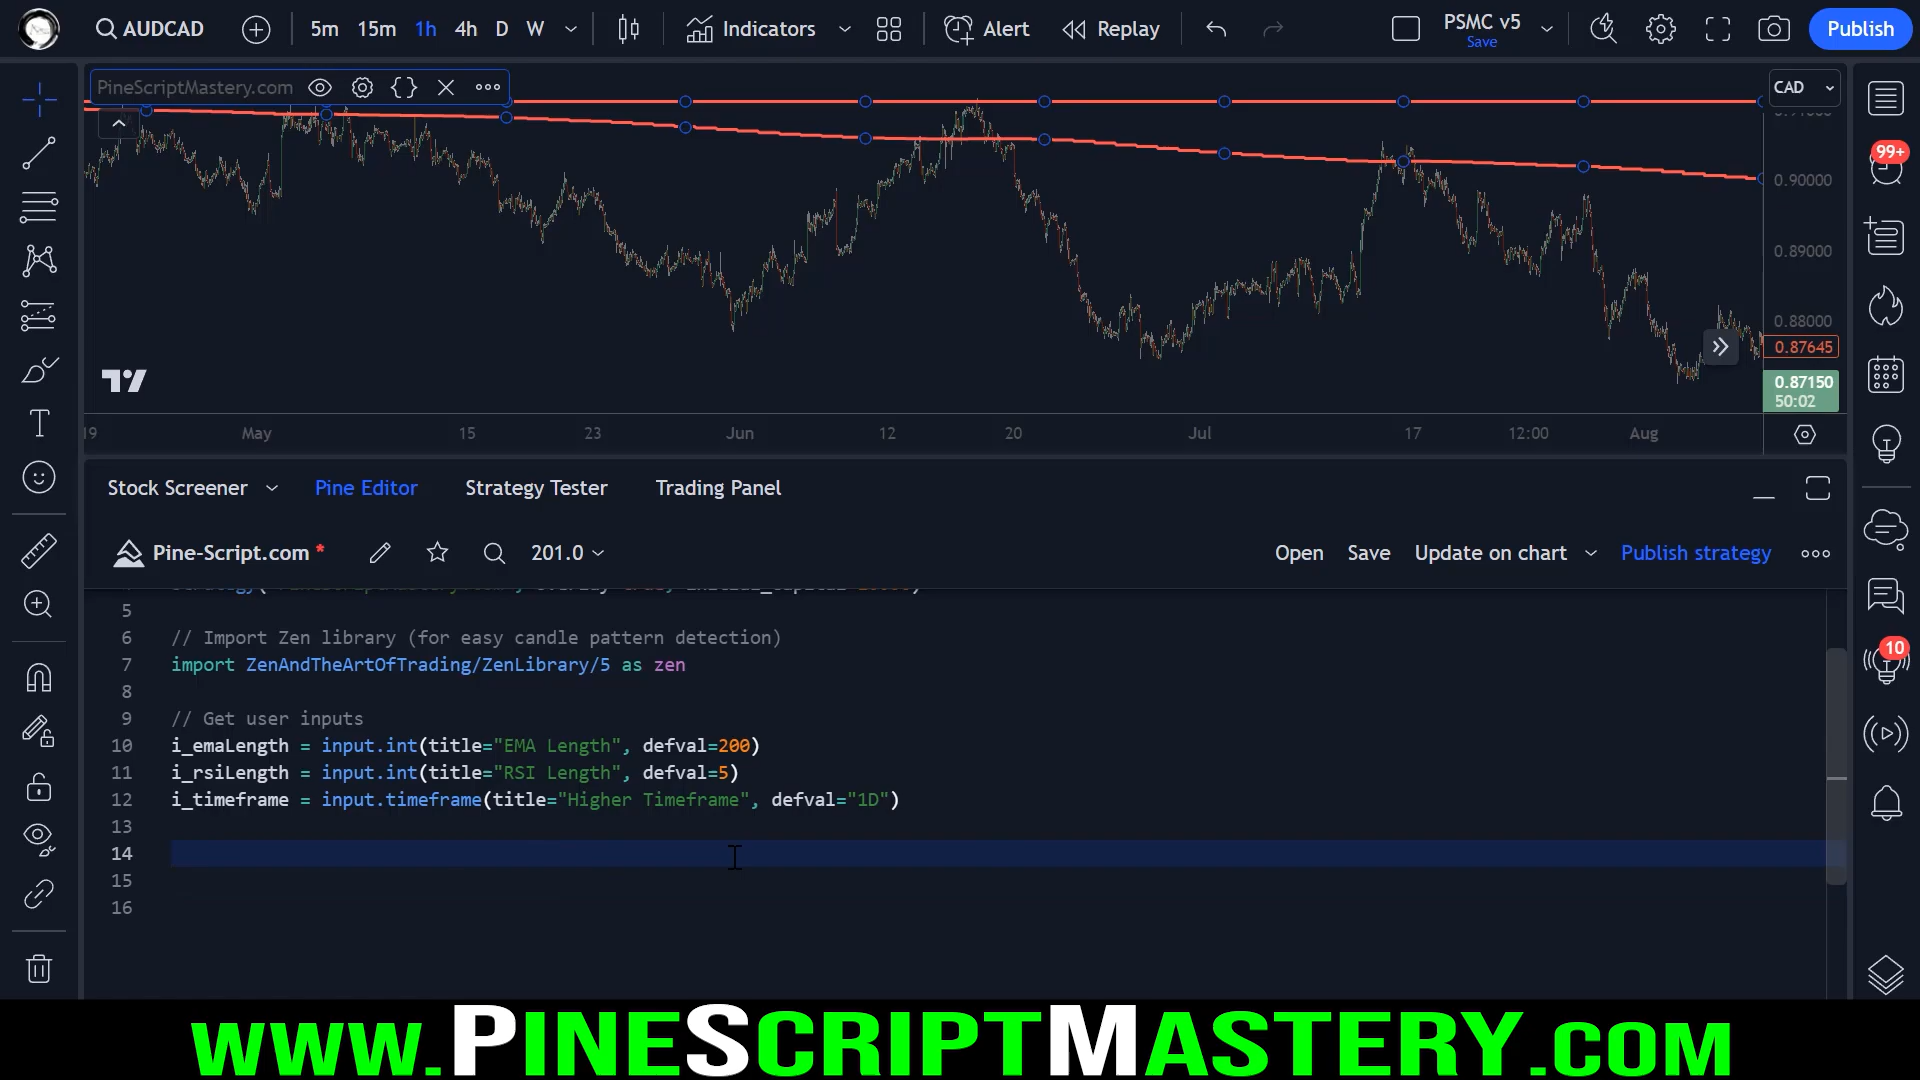 AUDCAD 5m 15m 1h 4h D W Indicators Alert Replay PSMC v5 Publish
Save
PineScriptMastery.com {} CAD
99+
0.90000
0.89000
0.88000
0.87645
0.87150
50:02
19 May 15 23 Jun 12 20 Jul 17 12:00 Aug
Stock Screener Pine Editor Strategy Tester Trading Panel
Pine-Script.com * 201.0 Open Save Update on chart Publish strategy
5
6 // Import Zen library (for easy candle pattern detection)
7 import ZenAndTheArtOfTrading/ZenLibrary/5 as zen
10
8
9 // Get user inputs
10 i_emaLength = input.int(title="EMA Length", defval=200)
11 i_rsiLength = input.int(title="RSI Length", defval=5)
12 i_timeframe = input.timeframe(title="Higher Timeframe", defval="1D")
13
14
15
16
www.PineScriptMastery.com